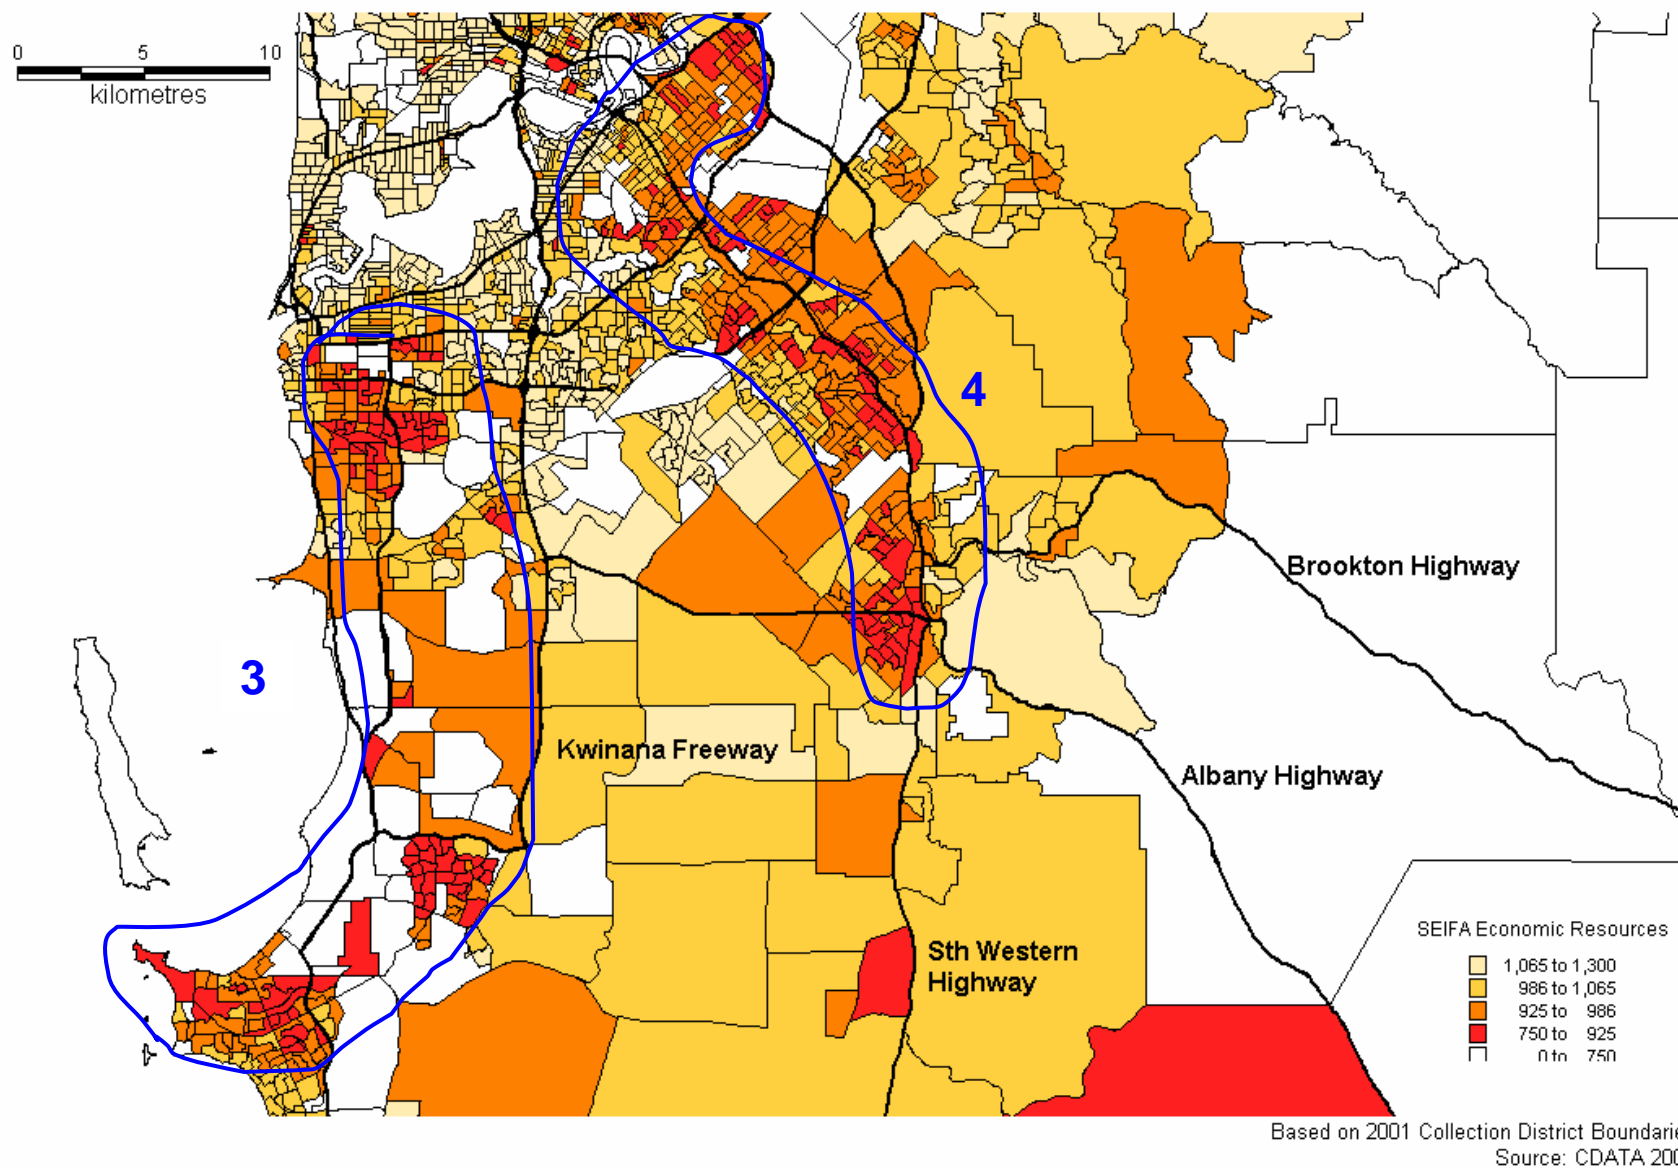 0 5 10
kilometres
4
Brookton Highway
3
Kwinana Freeway
Albany Highway
Sth Western
Highway
SEIFA Economic Resources
1,065 to 1,300
986 to 1,065
925 to 986
750 to 925
0 to 750
Based on 2001 Collection District Boundarie
Source: CDATA 200